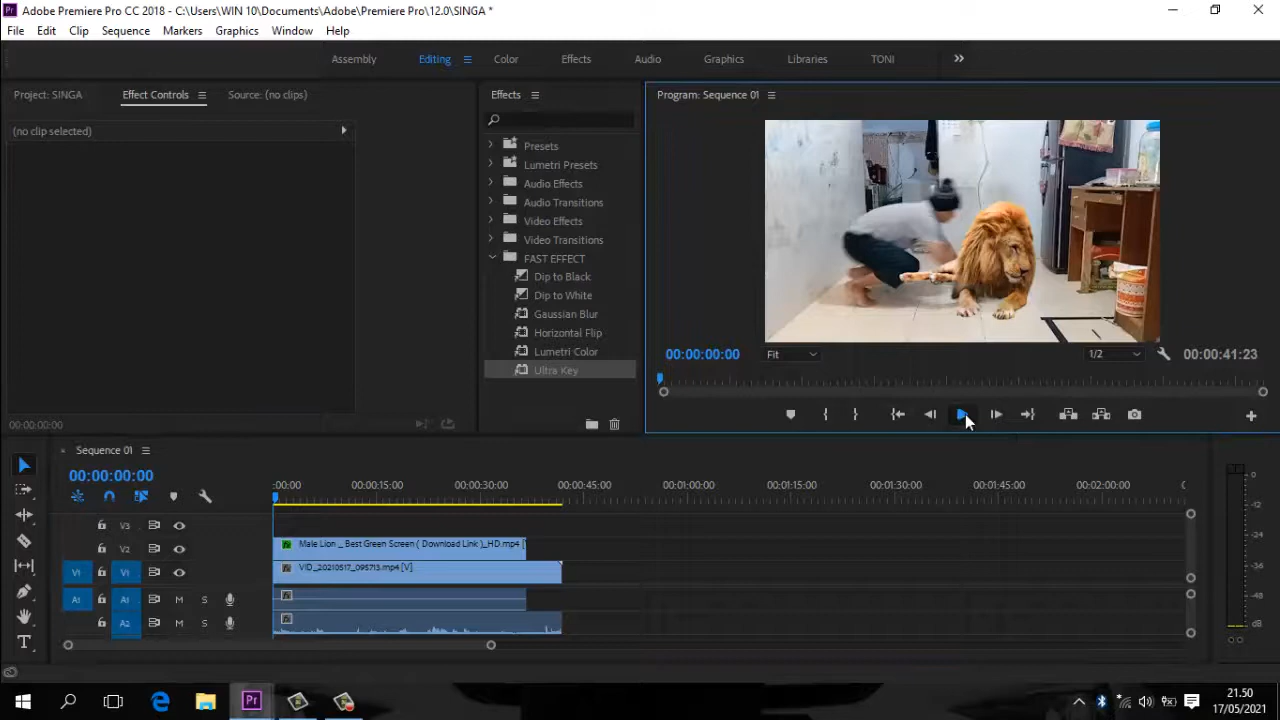 Adobe Premiere Pro CC 2018 - C:\Users\WIN 10\Documents\Adobe\Premiere Pro\12.0\SINGA *
File Edit Clip Sequence Markers Graphics Window Help
Assembly Editing Color Effects Audio Graphics Libraries TONI
Project: SINGA Effect Controls Source: (no clips) Effects Program: Sequence 01
(no clip selected)
Presets
Lumetri Presets
Audio Effects
Audio Transitions
Video Effects
Video Transitions
FAST EFFECT
Dip to Black
Dip to White
Gaussian Blur
Horizontal Flip
Lumetri Color
Ultra Key
00:00:00:00 Fit 1/2 00:00:41:23
00:00:00:00
Sequence 01
00:00:00:00
:00:00 00:00:15:00 00:00:30:00 00:00:45:00 00:01:00:00 00:01:15:00 00:01:30:00 00:01:45:00 00:02:00:00
V3
V2 Male Lion _ Best Green Screen ( Download Link )_HD.mp4 [
V1 V1 VID_20210517_095713.mp4 [V]
A1 A1 M S
A2 M S
0
-12
-24
-36
-48
dB
S S
Pr
21.50
17/05/2021